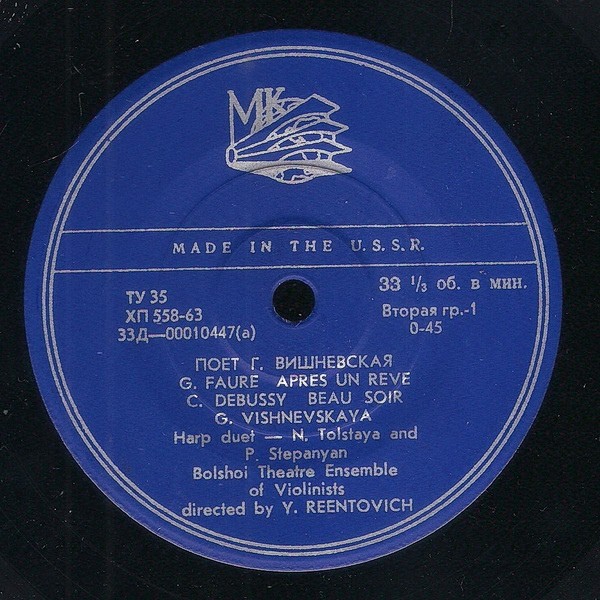 МК
MADE IN THE U.S.S.R.
ТУ 35
ХП 558-63
33Д—00010447(а)
33 ⅓ об. в мин.
Вторая гр.-1
0-45
ПОЕТ Г. ВИШНЕВСКАЯ
G. FAURE APRES UN REVE
C. DEBUSSY BEAU SOIR
G. VISHNEVSKAYA
Harp duet — N. Tolstaya and
P. Stepanyan
Bolshoi Theatre Ensemble
of Violinists
directed by Y. REENTOVICH